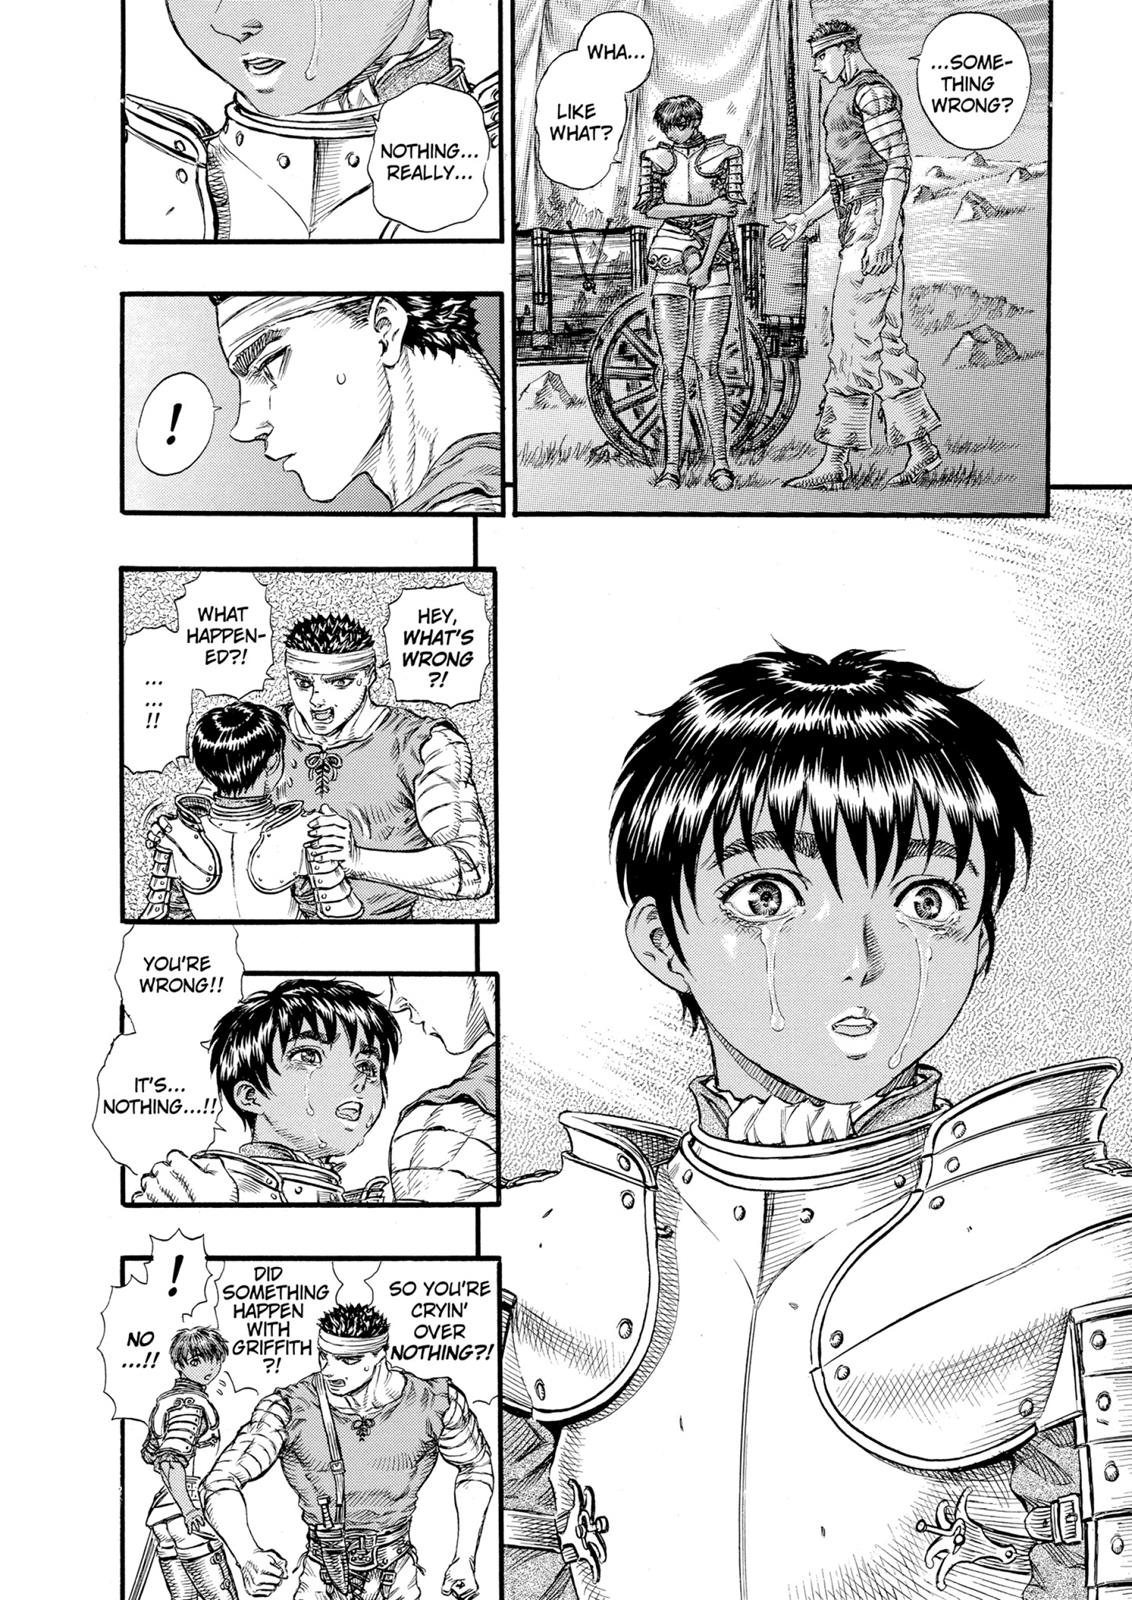 ...SOME-
THING
WRONG?
WHA...
LIKE
WHAT?
NOTHING...
REALLY...
!
HEY,
WHAT'S
WRONG
?!
WHAT
HAPPEN-
ED?!
...
...
!!
YOU'RE
WRONG!!
IT'S...
NOTHING...!!
SO YOU'RE
CRYIN'
OVER
NOTHING?!
DID
SOMETHING
HAPPEN
WITH
GRIFFITH
?!
!
NO
...!!